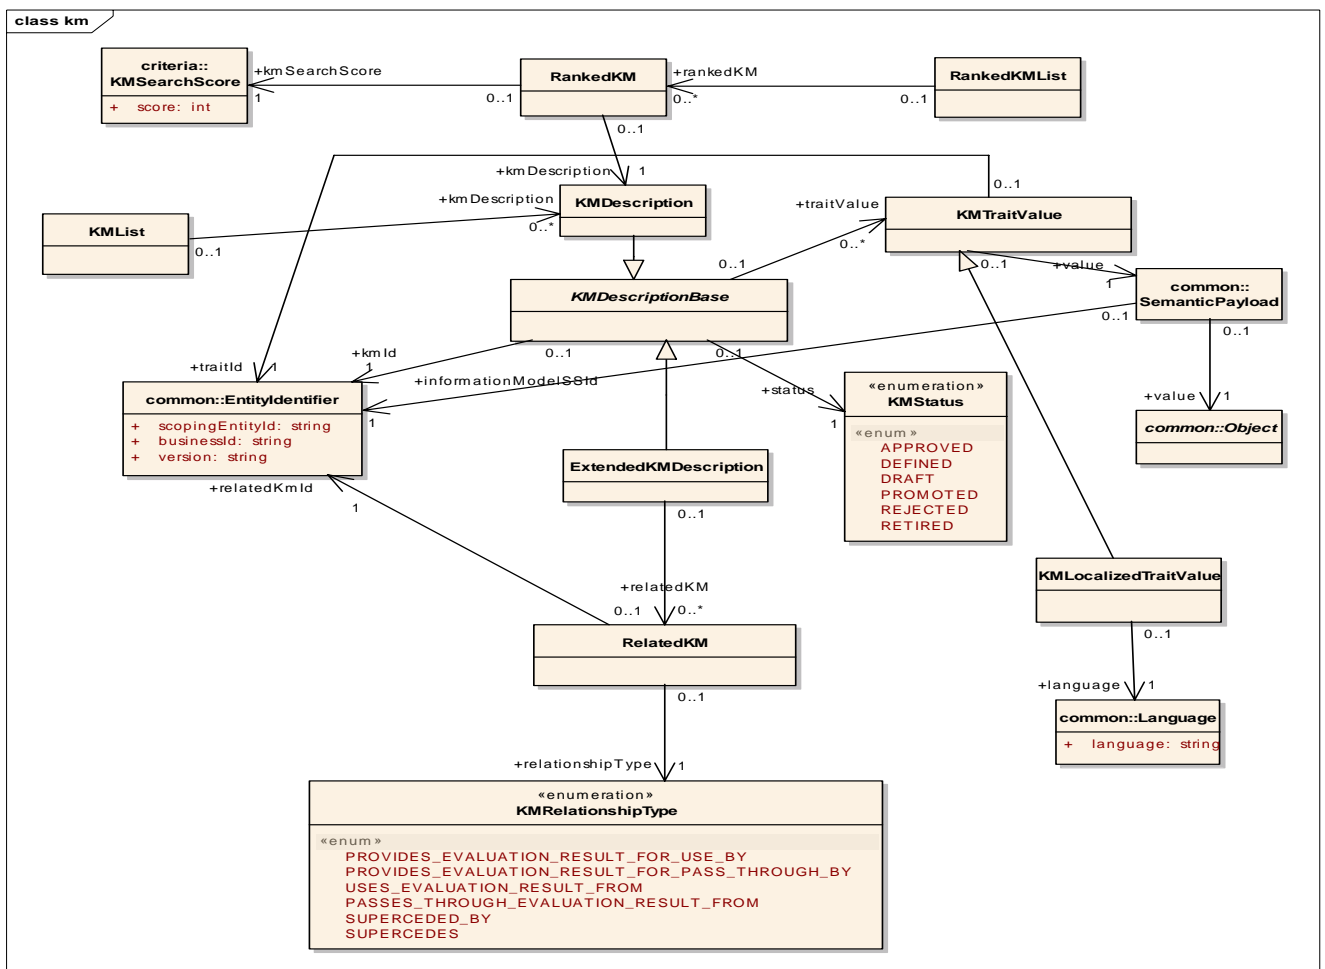 class km
criteria::
KMSearchScore
+ score: int
+kmSearchScore
1
0..1
RankedKM
+rankedKM
0..*
0..1
RankedKMList
0..1
+kmDescription
1
KMList
0..1
+kmDescription
0..*
KMDescription
+traitValue
0..*
0..1
KMTraitValue
0..1
0..1
+value
1
common::
SemanticPayload
0..1
0..1
KMDescriptionBase
0..1
0..1
+kmId
1
+traitId
1
+informationModelSSId
1
common::EntityIdentifier
+ scopingEntityId: string
+ businessId: string
+ version: string
+status
1
«enumeration»
KMStatus
«enum»
APPROVED
DEFINED
DRAFT
PROMOTED
REJECTED
RETIRED
+value
1
common::Object
ExtendedKMDescription
0..1
+relatedKmId
1
+relatedKM
0..1
0..*
RelatedKM
0..1
KMLocalizedTraitValue
0..1
+language
1
common::Language
+ language: string
+relationshipType
1
«enumeration»
KMRelationshipType
«enum»
PROVIDES_EVALUATION_RESULT_FOR_USE_BY
PROVIDES_EVALUATION_RESULT_FOR_PASS_THROUGH_BY
USES_EVALUATION_RESULT_FROM
PASSES_THROUGH_EVALUATION_RESULT_FROM
SUPERCEDED_BY
SUPERCEDES